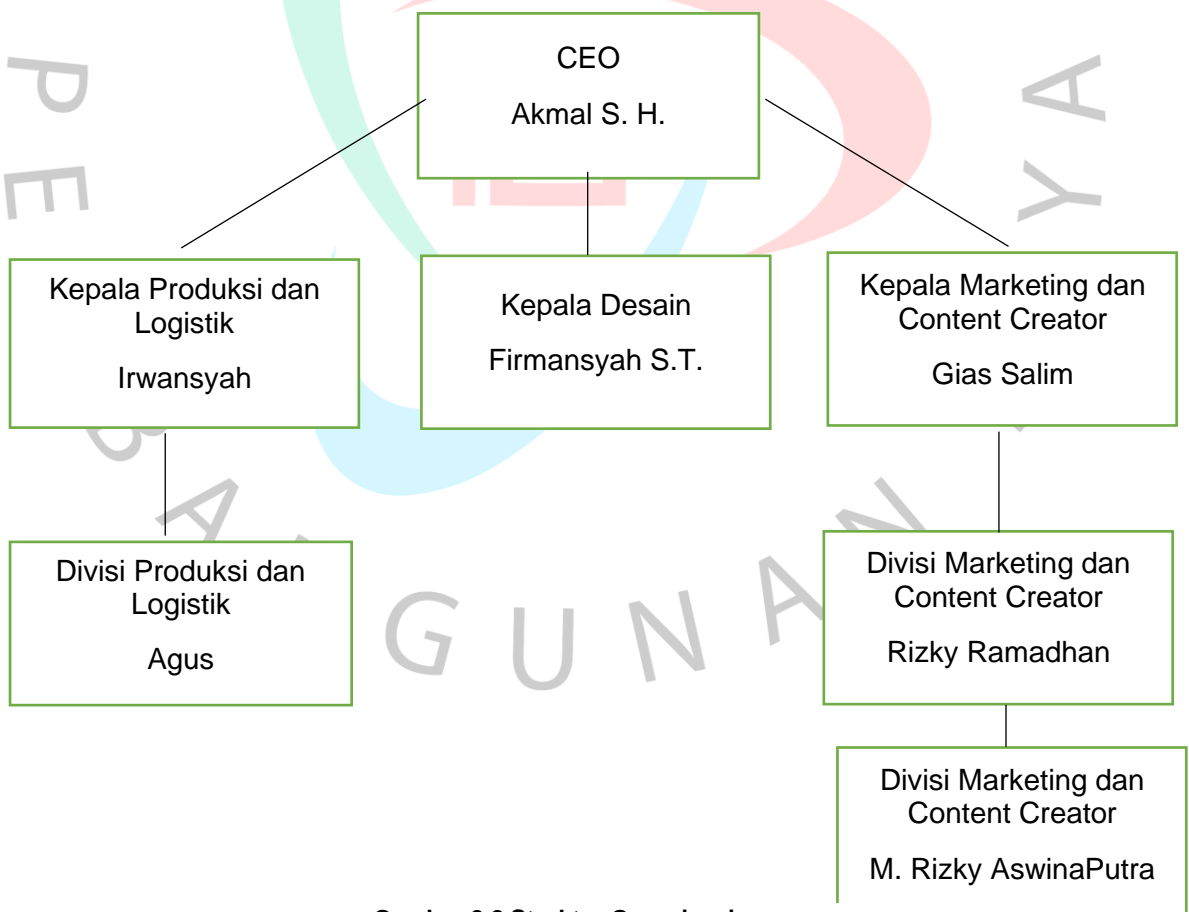 CEO
Akmal S. H.
Kepala Produksi dan
Logistik
Irwansyah
Kepala Desain
Firmansyah S.T.
Kepala Marketing dan
Content Creator
Gias Salim
Divisi Produksi dan
Logistik
Agus
Divisi Marketing dan
Content Creator
Rizky Ramadhan
Divisi Marketing dan
Content Creator
M. Rizky AswinaPutra